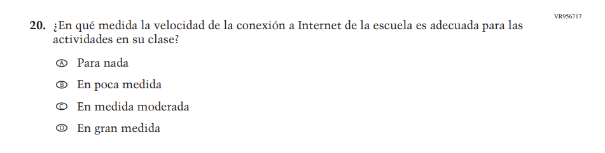 VR956717
20. ¿En qué medida la velocidad de la conexión a Internet de la escuela es adecuada para las
actividades en su clase?
Ⓐ Para nada
Ⓑ En poca medida
Ⓒ En medida moderada
Ⓓ En gran medida